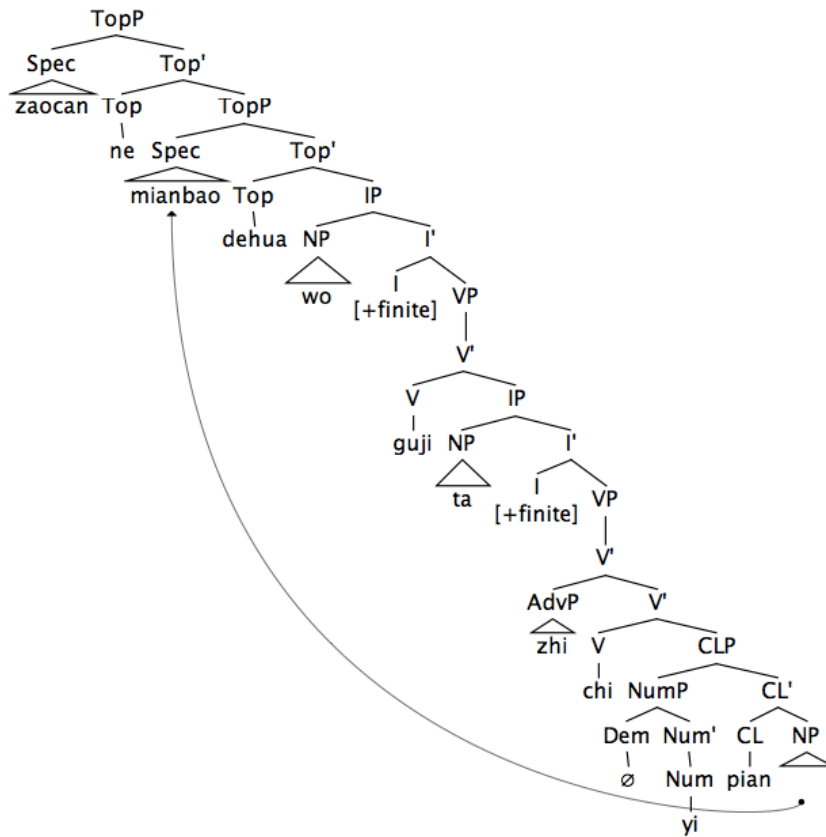 TopP
Spec Top'
zaocan Top TopP
ne Spec Top'
mianbao Top IP
dehua NP I'
wo I VP
[+finite]
V'
V IP
guji NP I'
ta I VP
[+finite]
V'
AdvP V'
zhi V CLP
chi NumP CL'
Dem Num' CL NP
∅ Num pian
yi